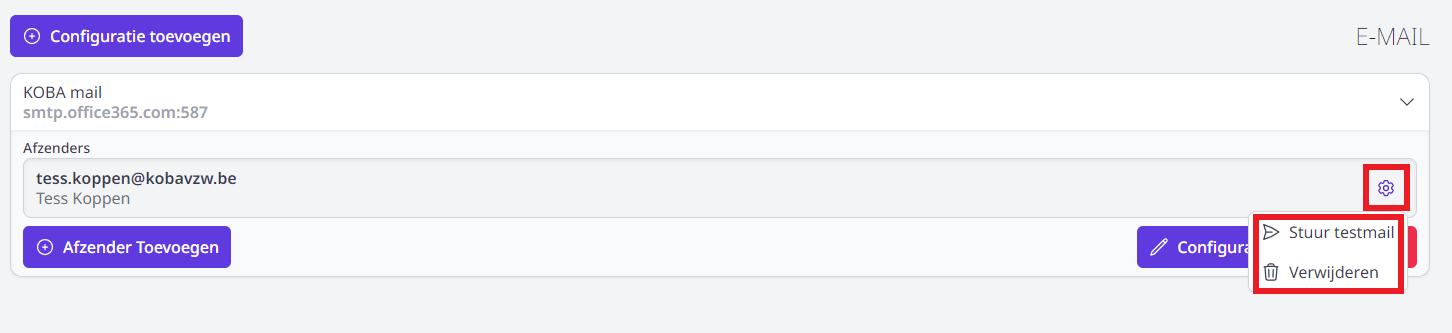 Configuratie toevoegen
E-MAIL
KOBA mail
smtp.office365.com:587
Afzenders
tess.koppen@kobavzw.be
Tess Koppen
Afzender Toevoegen
Stuur testmail
Verwijderen